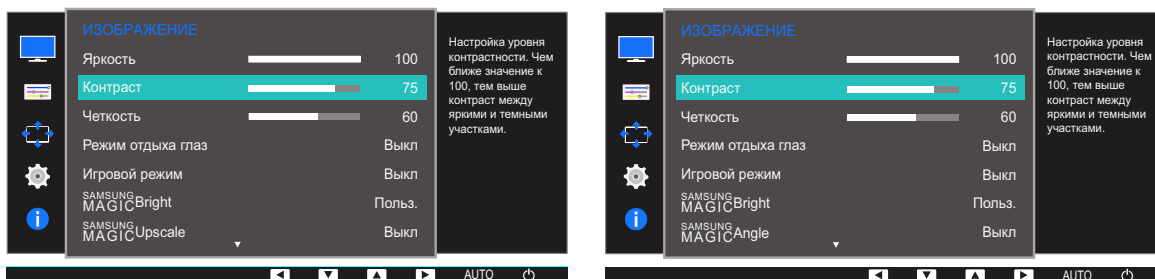 ИЗОБРАЖЕНИЕ
Яркость 100
Контраст 75
Четкость 60
Режим отдыха глаз Выкл
Игровой режим Выкл
SAMSUNG MAGICBright Польз.
SAMSUNG MAGICUpscale Выкл
Настройка уровня
контрастности. Чем
ближе значение к
100, тем выше
контраст между
яркими и темными
участками.
AUTO
ИЗОБРАЖЕНИЕ
Яркость 100
Контраст 75
Четкость 60
Режим отдыха глаз Выкл
Игровой режим Выкл
SAMSUNG MAGICBright Польз.
SAMSUNG MAGICAngle Выкл
Настройка уровня
контрастности. Чем
ближе значение к
100, тем выше
контраст между
яркими и темными
участками.
AUTO